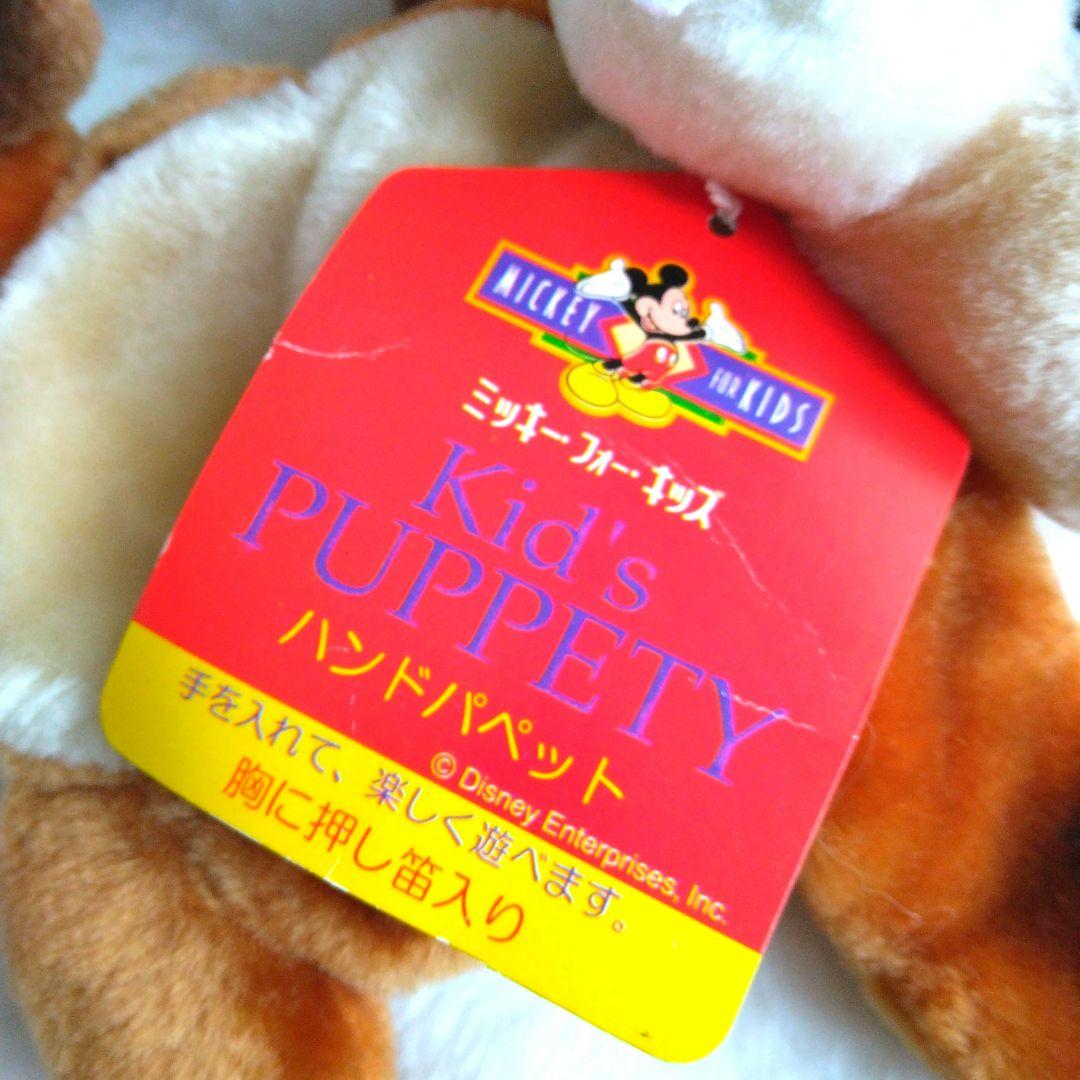 MICKEY FOR KIDS
ミッキー・フォー・キッズ
Kid's
PUPPETY
ハンドパペット
© Disney Enterprises, Inc.
手を入れて、楽しく遊べます。
胸に押し笛入り